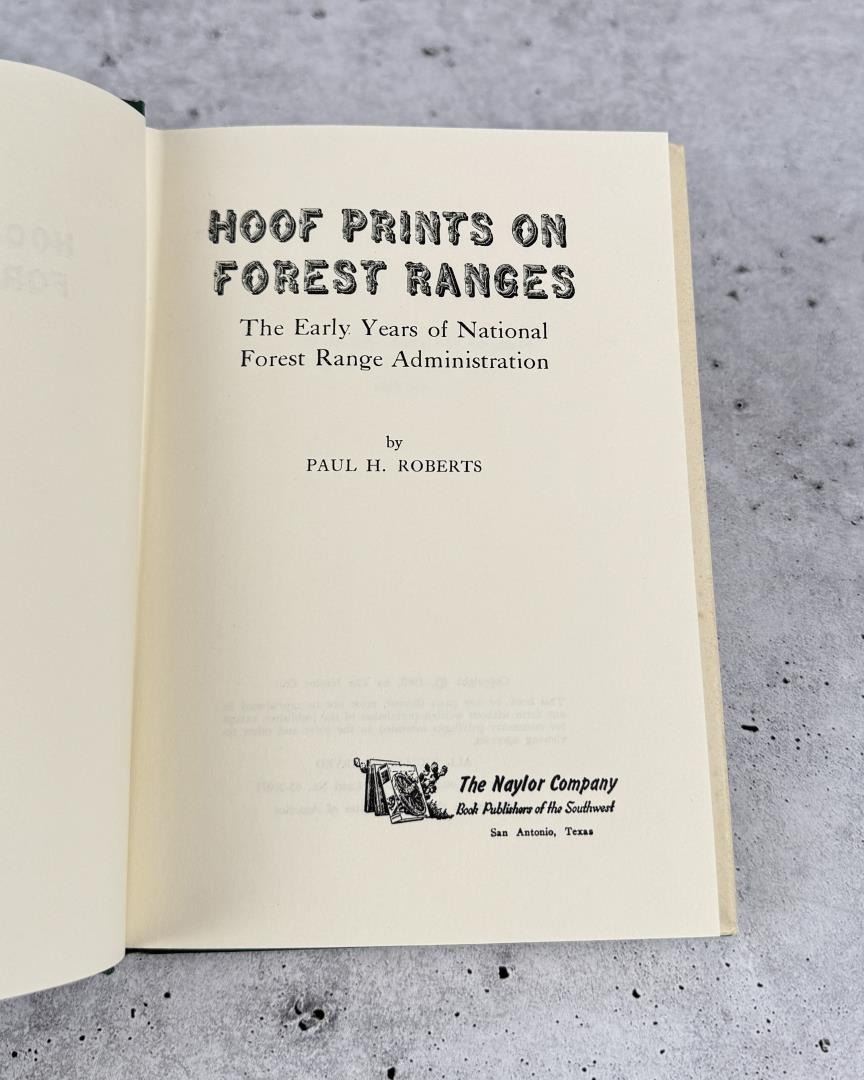 HOOF PRINTS ON
FOREST RANGES
The Early Years of National
Forest Range Administration
by
PAUL H. ROBERTS
The Naylor Company
Book Publishers of the Southwest
San Antonio, Texas